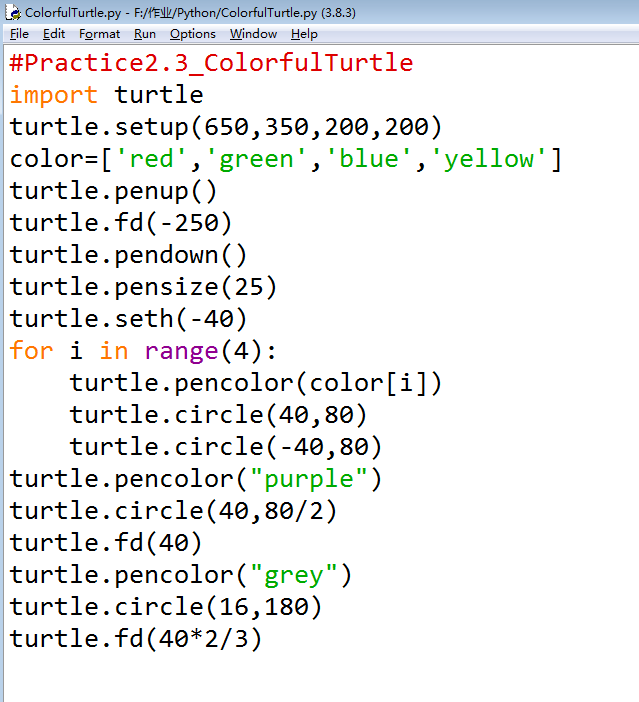 ColorfulTurtle.py - F:/作业/Python/ColorfulTurtle.py (3.8.3)
File Edit Format Run Options Window Help
#Practice2.3_ColorfulTurtle
import turtle
turtle.setup(650,350,200,200)
color=['red','green','blue','yellow']
turtle.penup()
turtle.fd(-250)
turtle.pendown()
turtle.pensize(25)
turtle.seth(-40)
for i in range(4):
    turtle.pencolor(color[i])
    turtle.circle(40,80)
    turtle.circle(-40,80)
turtle.pencolor("purple")
turtle.circle(40,80/2)
turtle.fd(40)
turtle.pencolor("grey")
turtle.circle(16,180)
turtle.fd(40*2/3)